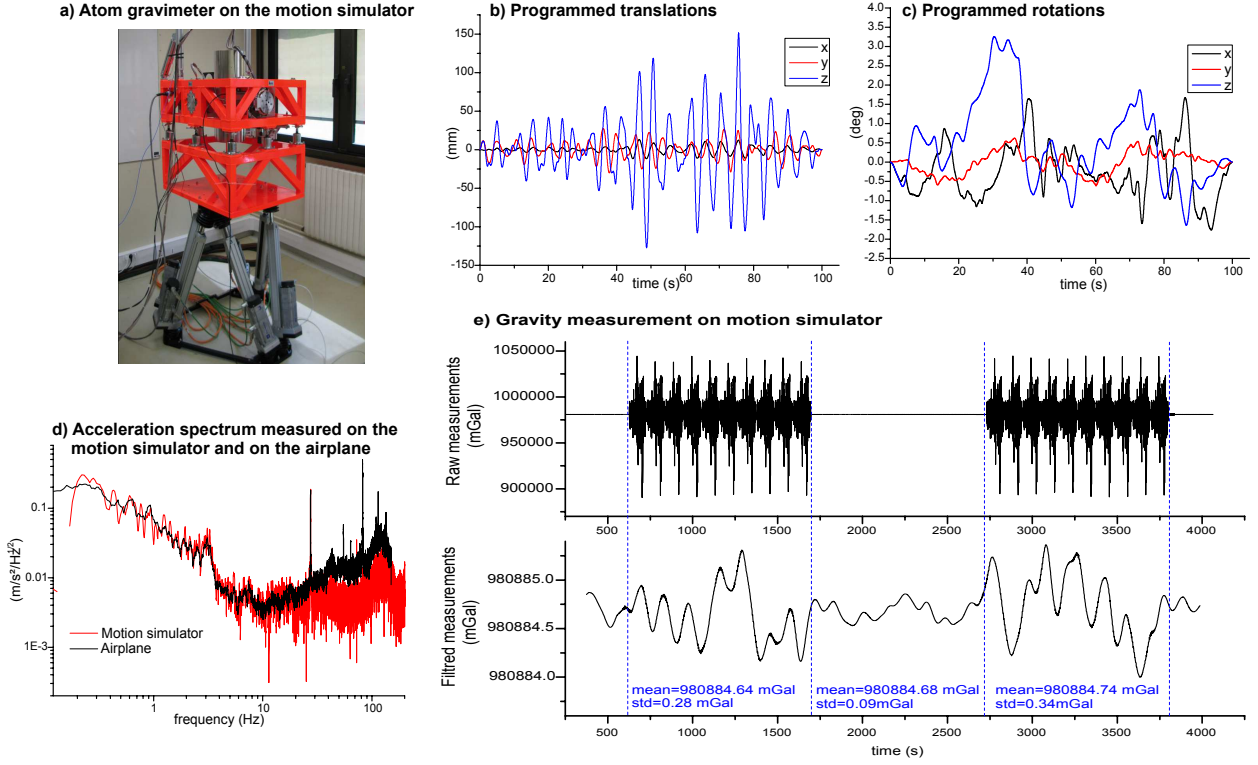 a) Atom gravimeter on the motion simulator
b) Programmed translations
(mm)
150
100
50
0
-50
-100
-150
x
y
z
0
20
40
60
80
100
time (s)
c) Programmed rotations
(deg)
4.0
3.5
3.0
2.5
2.0
1.5
1.0
0.5
0.0
-0.5
-1.0
-1.5
-2.0
-2.5
x
y
z
0
20
40
60
80
100
time (s)
d) Acceleration spectrum measured on the
motion simulator and on the airplane
(m/s²/Hz¹/²)
0.1
0.01
1E-3
Motion simulator
Airplane
1
10
100
frequency (Hz)
e) Gravity measurement on motion simulator
Raw measurements
(mGal)
1050000
1000000
950000
900000
500
1000
1500
2000
2500
3000
3500
4000
Filtred measurements
(mGal)
980885.0
980884.5
980884.0
mean=980884.64 mGal
std=0.28 mGal
mean=980884.68 mGal
std=0.09mGal
mean=980884.74 mGal
std=0.34mGal
500
1000
1500
2000
2500
3000
3500
4000
time (s)